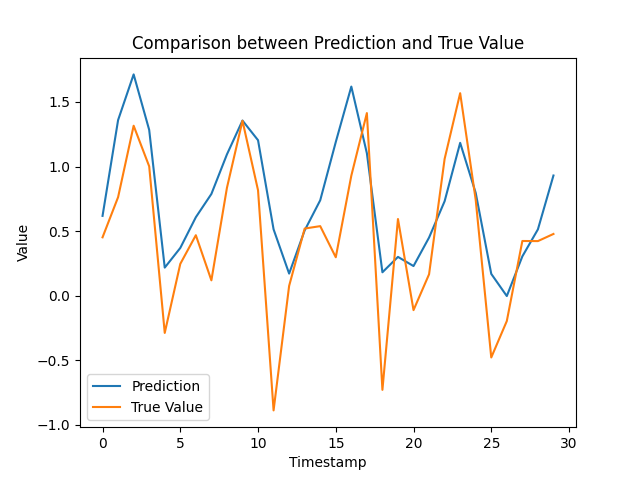 Comparison between Prediction and True Value
Value
1.5
1.0
0.5
0.0
−0.5
−1.0
Prediction
True Value
0 5 10 15 20 25 30
Timestamp